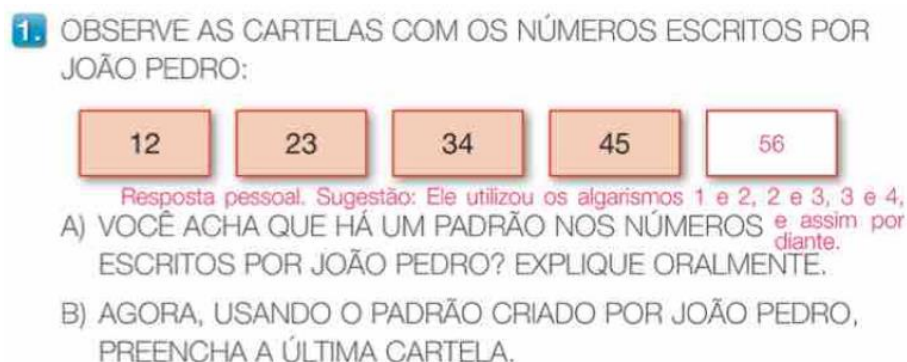 1. OBSERVE AS CARTELAS COM OS NÚMEROS ESCRITOS POR
JOÃO PEDRO:
12 23 34 45 56
Resposta pessoal. Sugestão: Ele utilizou os algarismos 1 e 2, 2 e 3, 3 e 4,
e assim por
diante.
A) VOCÊ ACHA QUE HÁ UM PADRÃO NOS NÚMEROS
ESCRITOS POR JOÃO PEDRO? EXPLIQUE ORALMENTE.
B) AGORA, USANDO O PADRÃO CRIADO POR JOÃO PEDRO,
PREENCHA A ÚLTIMA CARTELA.